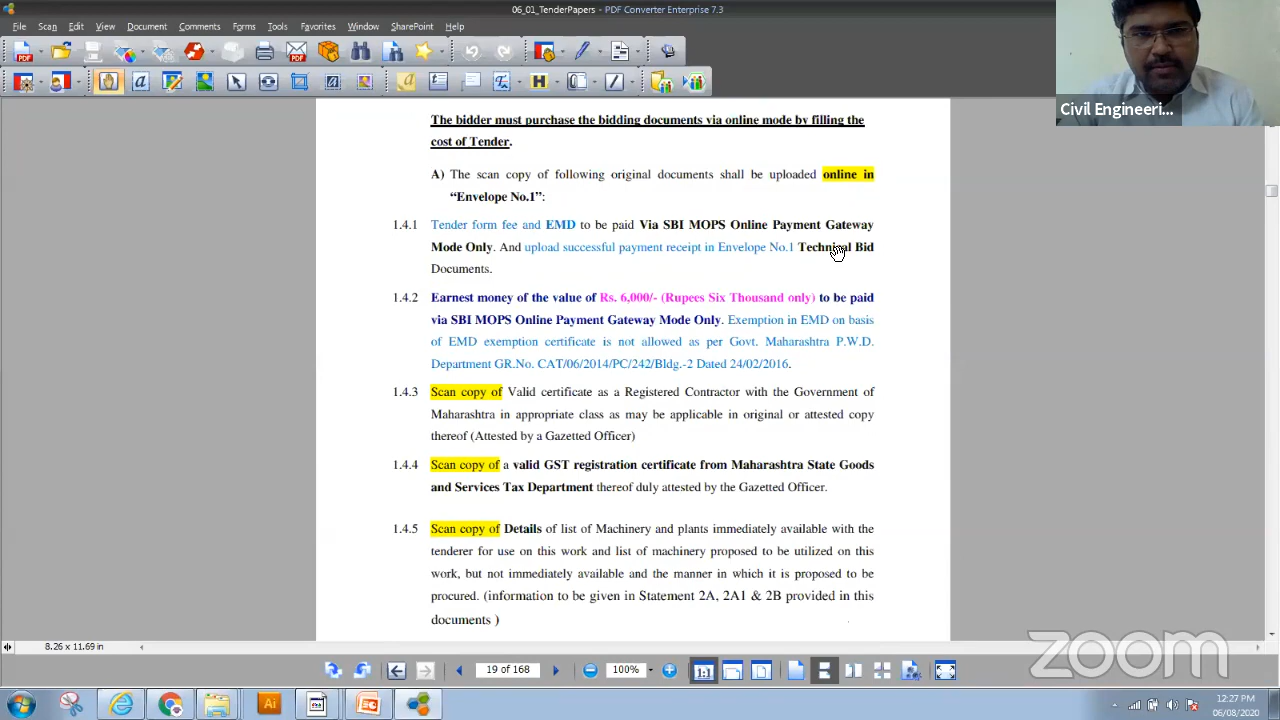 06_01_TenderPapers - PDF Converter Enterprise 7.3
File Scan Edit View Document Comments Forms Tools Favorites Window SharePoint Help
Civil Engineeri...
The bidder must purchase the bidding documents via online mode by filling the
cost of Tender.
A) The scan copy of following original documents shall be uploaded online in
“Envelope No.1”:
1.4.1 Tender form fee and EMD to be paid Via SBI MOPS Online Payment Gateway
Mode Only. And upload successful payment receipt in Envelope No.1 Technical Bid
Documents.
1.4.2 Earnest money of the value of Rs. 6,000/- (Rupees Six Thousand only) to be paid
via SBI MOPS Online Payment Gateway Mode Only. Exemption in EMD on basis
of EMD exemption certificate is not allowed as per Govt. Maharashtra P.W.D.
Department GR.No. CAT/06/2014/PC/242/Bldg.-2 Dated 24/02/2016.
1.4.3 Scan copy of Valid certificate as a Registered Contractor with the Government of
Maharashtra in appropriate class as may be applicable in original or attested copy
thereof (Attested by a Gazetted Officer)
1.4.4 Scan copy of a valid GST registration certificate from Maharashtra State Goods
and Services Tax Department thereof duly attested by the Gazetted Officer.
1.4.5 Scan copy of Details of list of Machinery and plants immediately available with the
tenderer for use on this work and list of machinery proposed to be utilized on this
work, but not immediately available and the manner in which it is proposed to be
procured. (information to be given in Statement 2A, 2A1 & 2B provided in this
documents )
8.26 x 11.69 in
zoom
19 of 168 100% 1:1
Ai
12:27 PM
06/08/2020